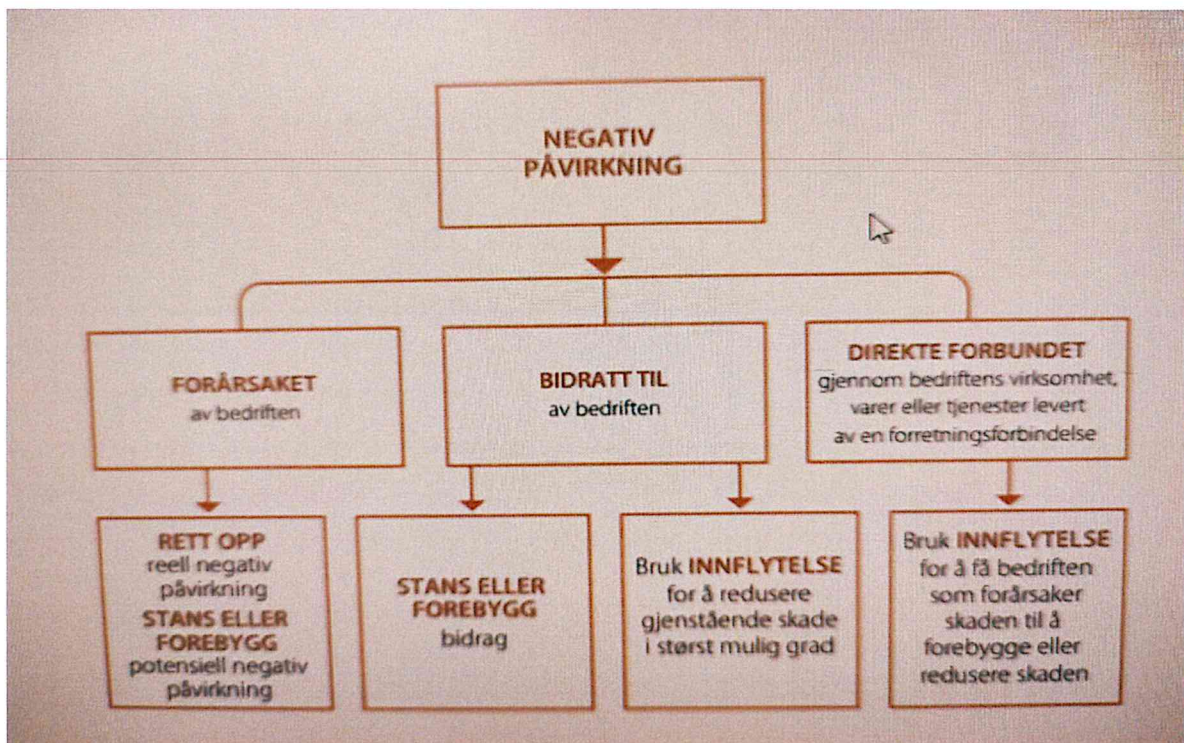 NEGATIV
PÅVIRKNING
FORÅRSAKET
av bedriften
BIDRATT TIL
av bedriften
DIREKTE FORBUNDET
gjennom bedriftens virksomhet,
varer eller tjenester levert
av en forretningsforbindelse
RETT OPP
reell negativ
påvirkning
STANS ELLER
FOREBYGG
potensiell negativ
påvirkning
STANS ELLER
FOREBYGG
bidrag
Bruk INNFLYTELSE
for å redusere
gjenstående skade
i størst mulig grad
Bruk INNFLYTELSE
for å få bedriften
som forårsaker
skaden til å
forebygge eller
redusere skaden